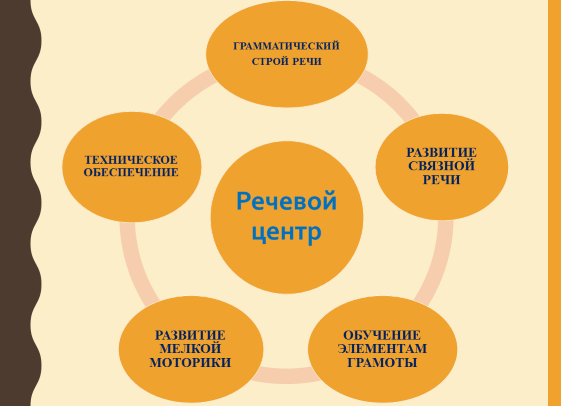 ГРАММАТИЧЕСКИЙ
СТРОЙ РЕЧИ
ТЕХНИЧЕСКОЕ
ОБЕСПЕЧЕНИЕ
РАЗВИТИЕ
СВЯЗНОЙ
РЕЧИ
Речевой
центр
РАЗВИТИЕ
МЕЛКОЙ
МОТОРИКИ
ОБУЧЕНИЕ
ЭЛЕМЕНТАМ
ГРАМОТЫ